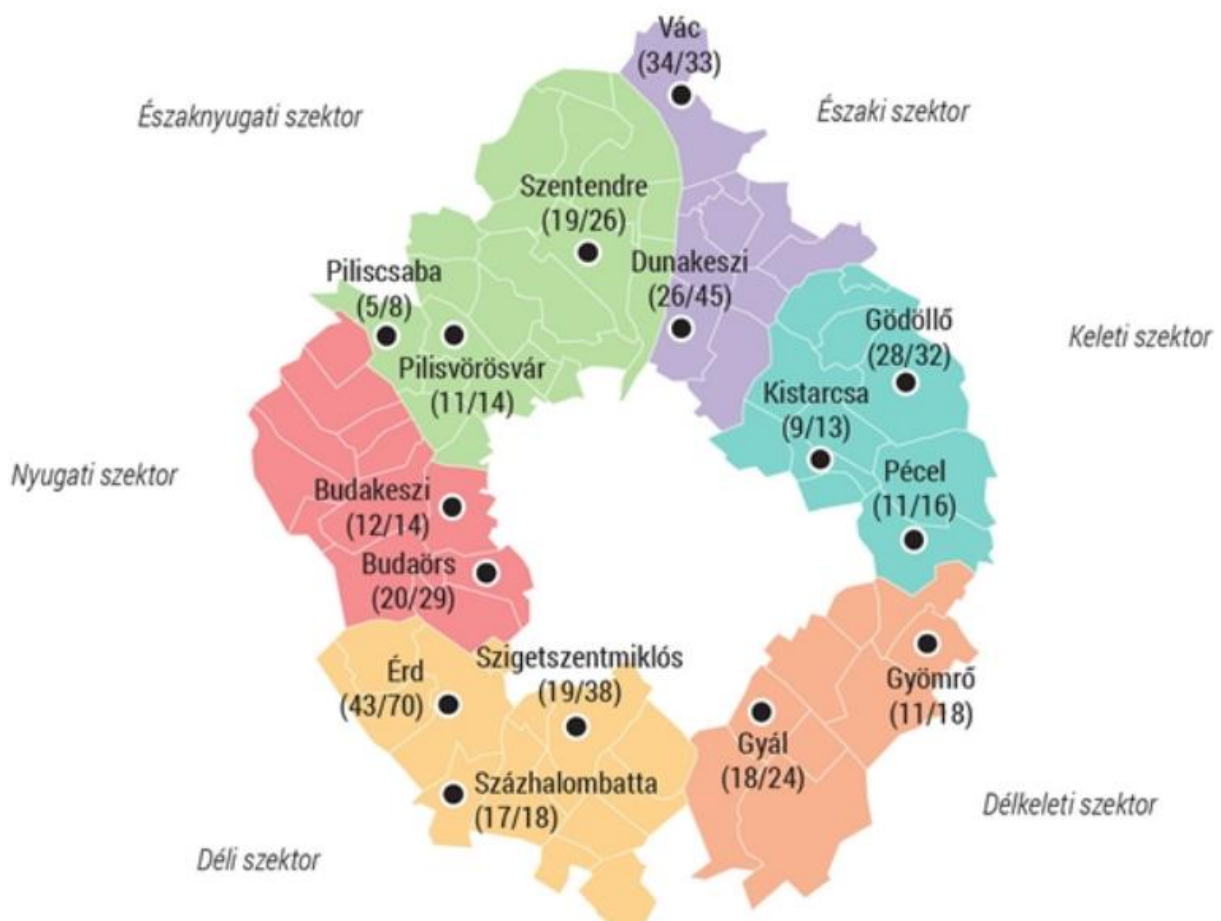 Vác
(34/33)
Északnyugati szektor
Északi szektor
Szentendre
(19/26)
Piliscsaba
(5/8)
Dunakeszi
(26/45)
Gödöllő
(28/32)
Keleti szektor
Pilisvörösvár
(11/14)
Kistarcsa
(9/13)
Nyugati szektor
Pécel
(11/16)
Budakeszi
(12/14)
Budaörs
(20/29)
Érd
(43/70)
Szigetszentmiklós
(19/38)
Gyömrő
(11/18)
Gyál
(18/24)
Százhalombatta
(17/18)
Délkeleti szektor
Déli szektor